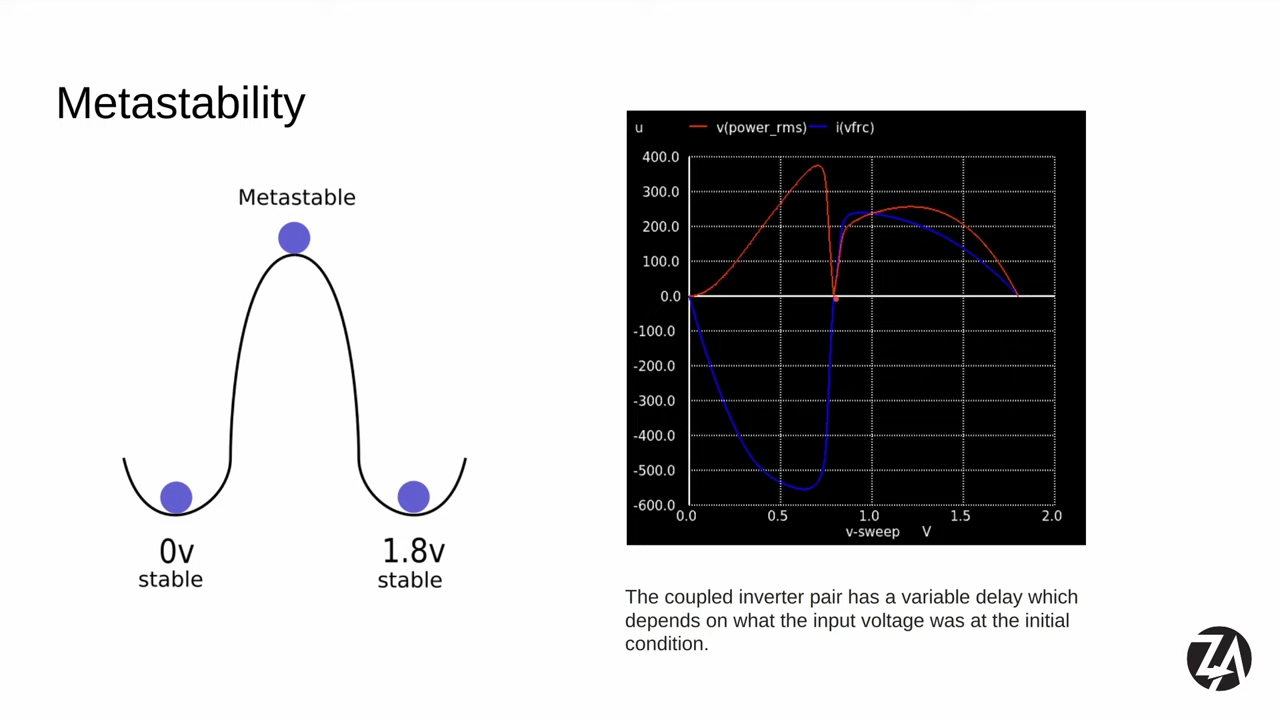 Metastability
Metastable
0v
stable
1.8v
stable
u
v(power_rms)
i(vfrc)
400.0
300.0
200.0
100.0
0.0
-100.0
-200.0
-300.0
-400.0
-500.0
-600.0
0.0
0.5
1.0
1.5
2.0
v-sweep V
The coupled inverter pair has a variable delay which
depends on what the input voltage was at the initial
condition.
ZA